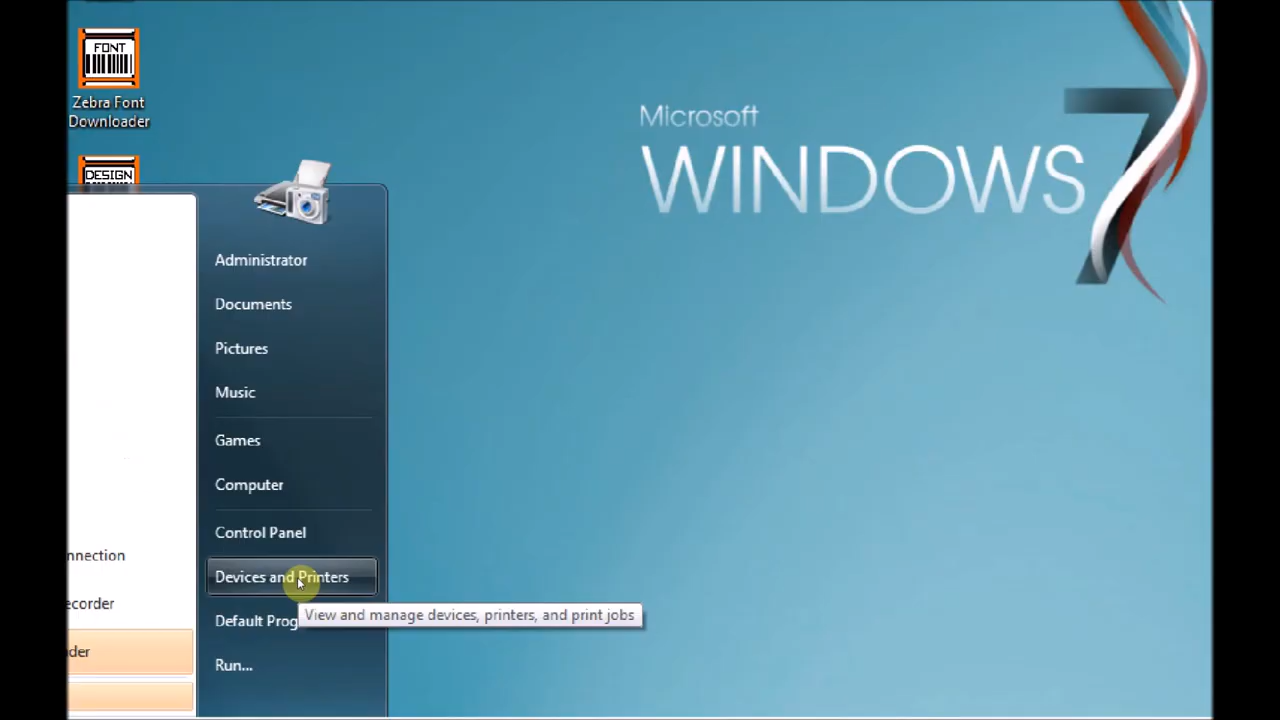 FONT
Zebra Font
Downloader
DESIGN
Microsoft
WINDOWS 7
Administrator
Documents
Pictures
Music
Games
Computer
Control Panel
Devices and Printers
View and manage devices, printers, and print jobs
Default Prog
Run...
nnection
ecorder
der